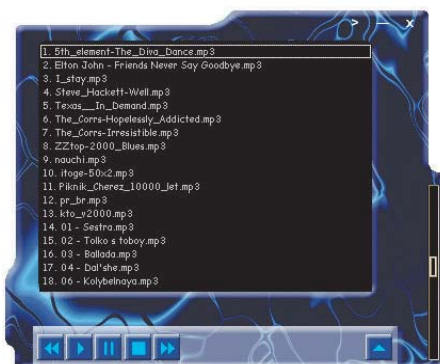 1. 5th_element-The_Diva_Dance.mp3
2. Elton John - Friends Never Say Goodbye.mp3
3. I_stay.mp3
4. Steve_Hackett-Well.mp3
5. Texas__In_Demand.mp3
6. The_Corrs-Hopelessly_Addicted.mp3
7. The_Corrs-Irresistible.mp3
8. ZZtop-2000_Blues.mp3
9. nauchi.mp3
10. itoge-50x2.mp3
11. Piknik_Cherez_10000_let.mp3
12. pr_br.mp3
13. kto_v2000.mp3
14. 01 - Sestra.mp3
15. 02 - Tolko s toboy.mp3
16. 03 - Ballada.mp3
17. 04 - Dal'she.mp3
18. 06 - Kolybelnaya.mp3